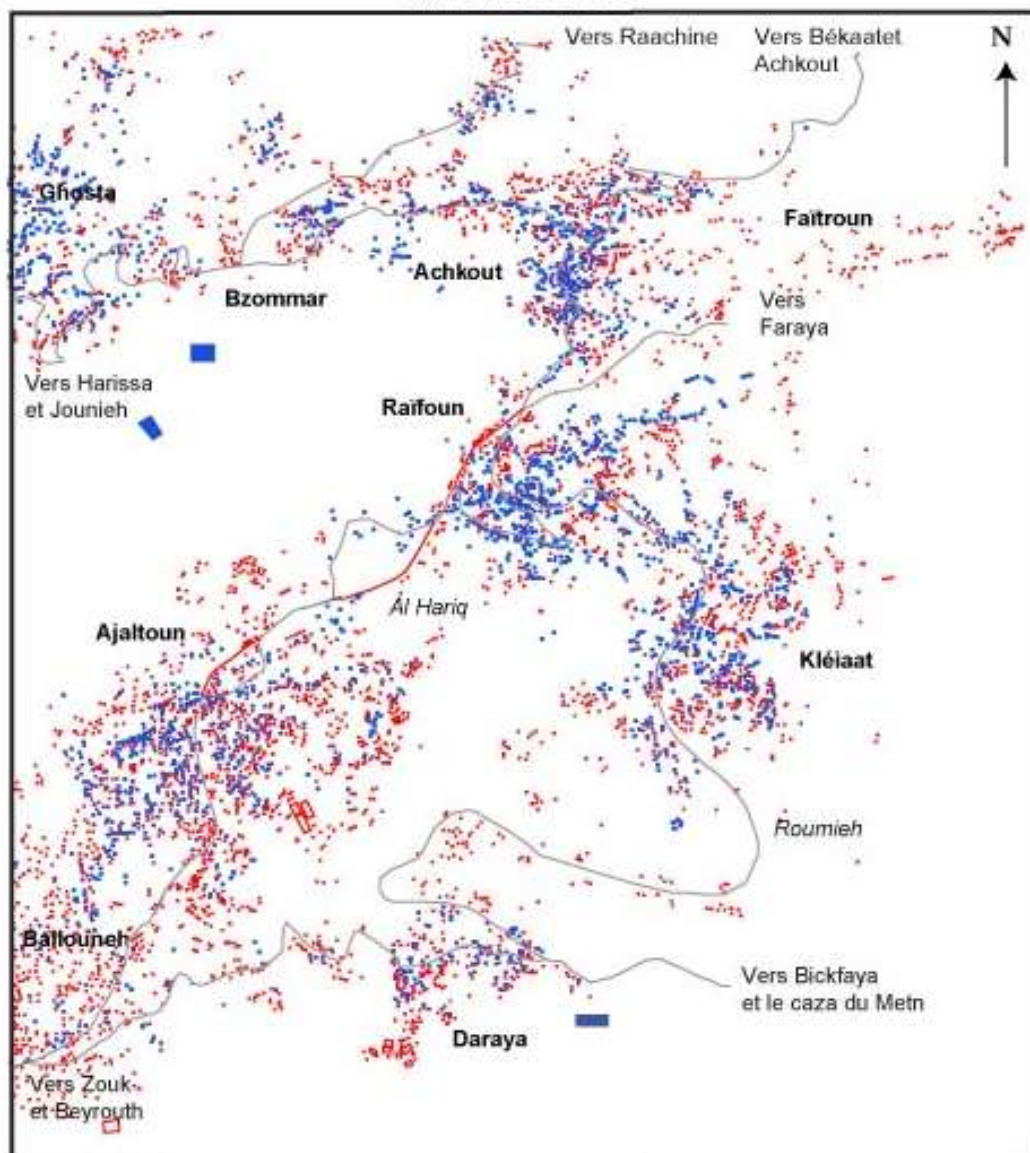 Vers Raachine
Vers Békaatet
Achkout
N
Ghosta
Faïtroun
Achkout
Bzommar
Vers
Faraya
Vers Harissa
et Jounieh
Raïfoun
Al Hariq
Ajaltoun
Kléiaat
Roumieh
Ballouneh
Vers Bickfaya
et le caza du Metn
Daraya
Vers Zouk
et Beyrouth